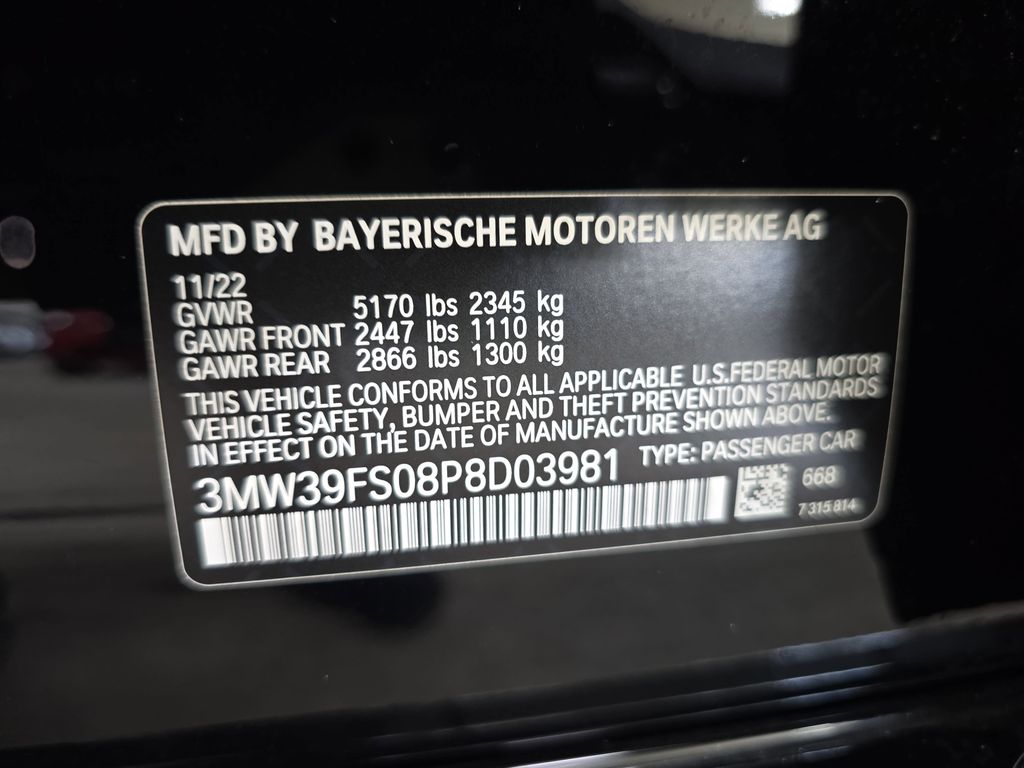 MFD BY BAYERISCHE MOTOREN WERKE AG
11/22
GVWR 5170 lbs 2345 kg
GAWR FRONT 2447 lbs 1110 kg
GAWR REAR 2866 lbs 1300 kg
THIS VEHICLE CONFORMS TO ALL APPLICABLE U.S.FEDERAL MOTOR
VEHICLE SAFETY, BUMPER AND THEFT PREVENTION STANDARDS
IN EFFECT ON THE DATE OF MANUFACTURE SHOWN ABOVE.
3MW39FS08P8D03981 TYPE: PASSENGER CAR
668
7 315 814